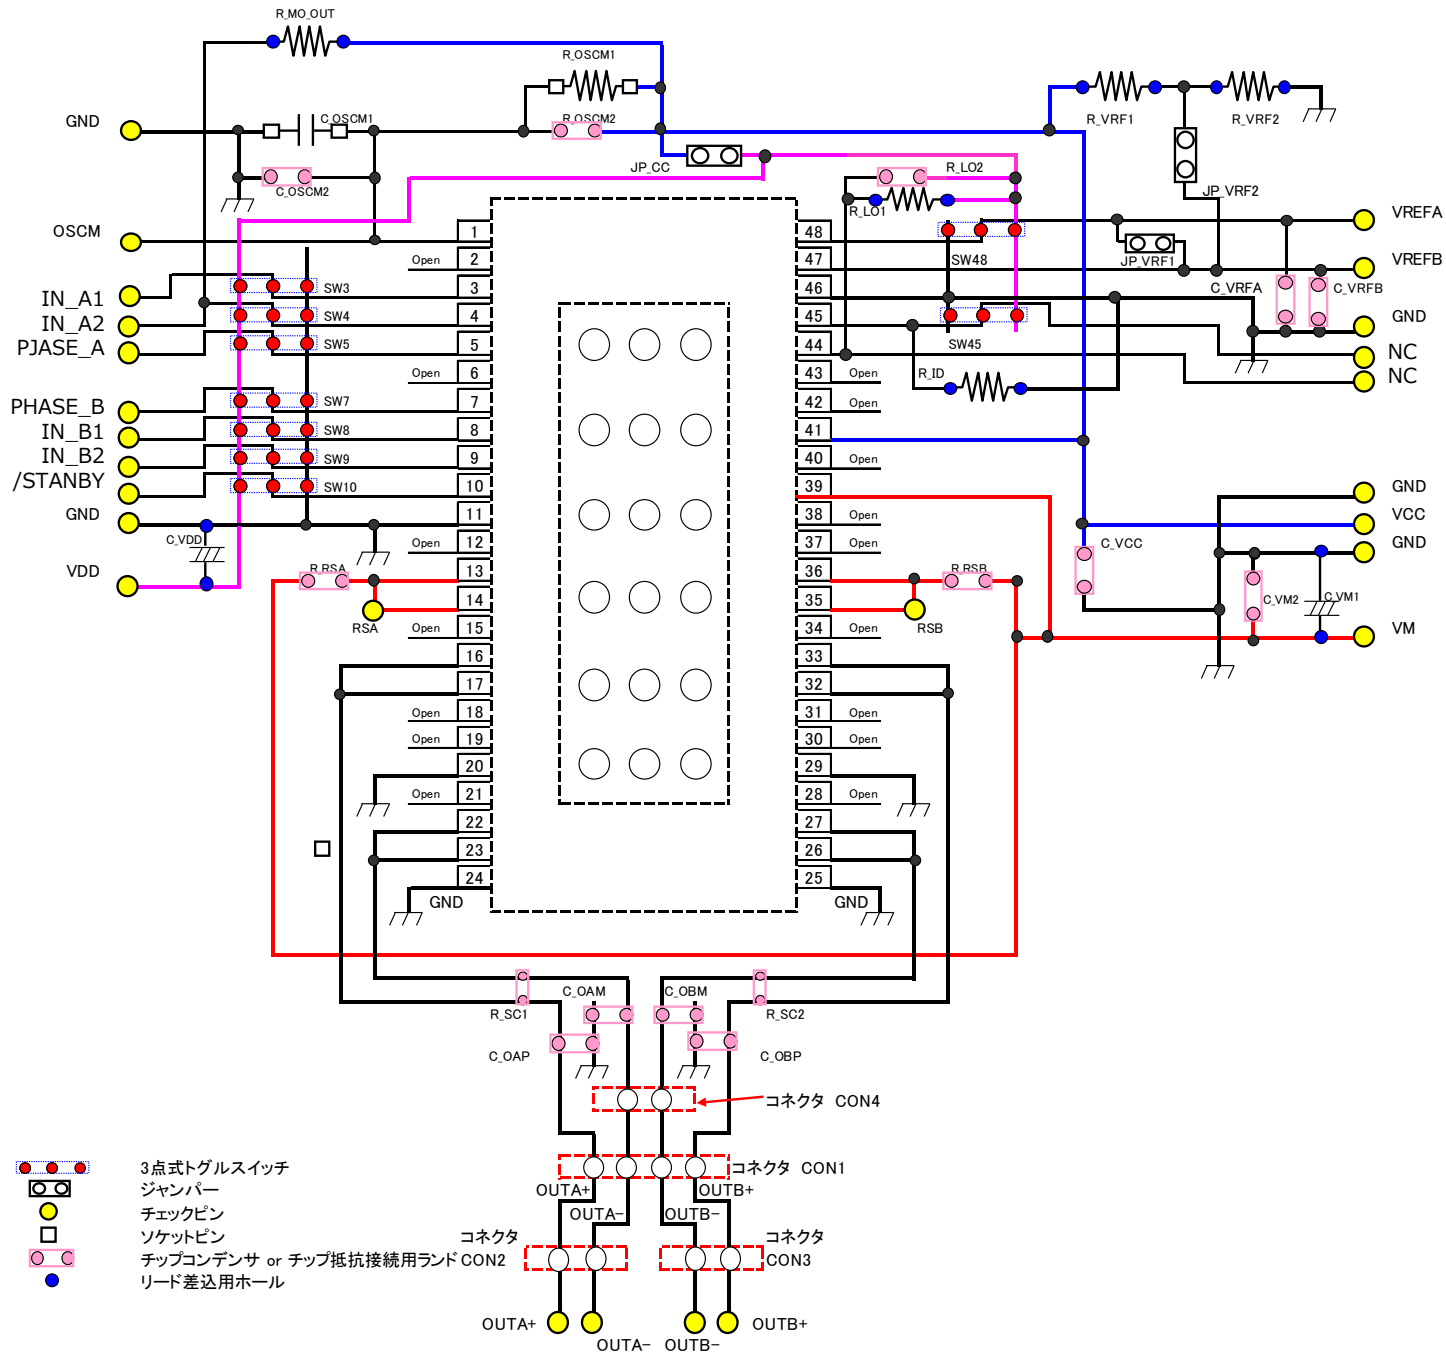 R_MO_OUT
R_OSCM1
GND
C_OSCM1
R_OSCM2
R_VRF1
R_VRF2
JP_CC
R_LO2
C_OSCM2
JP_VRF2
R_LO1
VREFA
OSCM
1
48
Open
2
47
SW48
JP_VRF1
VREFB
IN_A1
SW3
3
46
C_VRFA
C_VRFB
IN_A2
SW4
4
45
GND
PJASE_A
SW5
5
44
SW45
NC
Open
6
43
Open
R_ID
NC
PHASE_B
SW7
7
42
Open
IN_B1
SW8
8
41
IN_B2
SW9
9
40
Open
/STANBY
SW10
10
39
GND
GND
11
38
Open
VCC
C_VDD
Open
12
37
Open
C_VCC
GND
VDD
R_RSA
13
36
R_RSB
14
35
C_VM2
C_VM1
RSA
RSB
Open
15
34
Open
VM
16
33
17
32
Open
18
31
Open
Open
19
30
Open
20
29
Open
21
28
Open
22
27
23
26
24
25
GND
GND
C_OAM
C_OBM
R_SC1
R_SC2
C_OAP
C_OBP
コネクタ CON4
3点式トグルスイッチ
コネクタ CON1
ジャンパー
OUTA+
OUTB+
チェックピン
OUTA-
OUTB-
ソケットピン
コネクタ
CON2
コネクタ
CON3
チップコンデンサ or チップ抵抗接続用ランド
リード差込用ホール
OUTA+
OUTB+
OUTA-
OUTB-